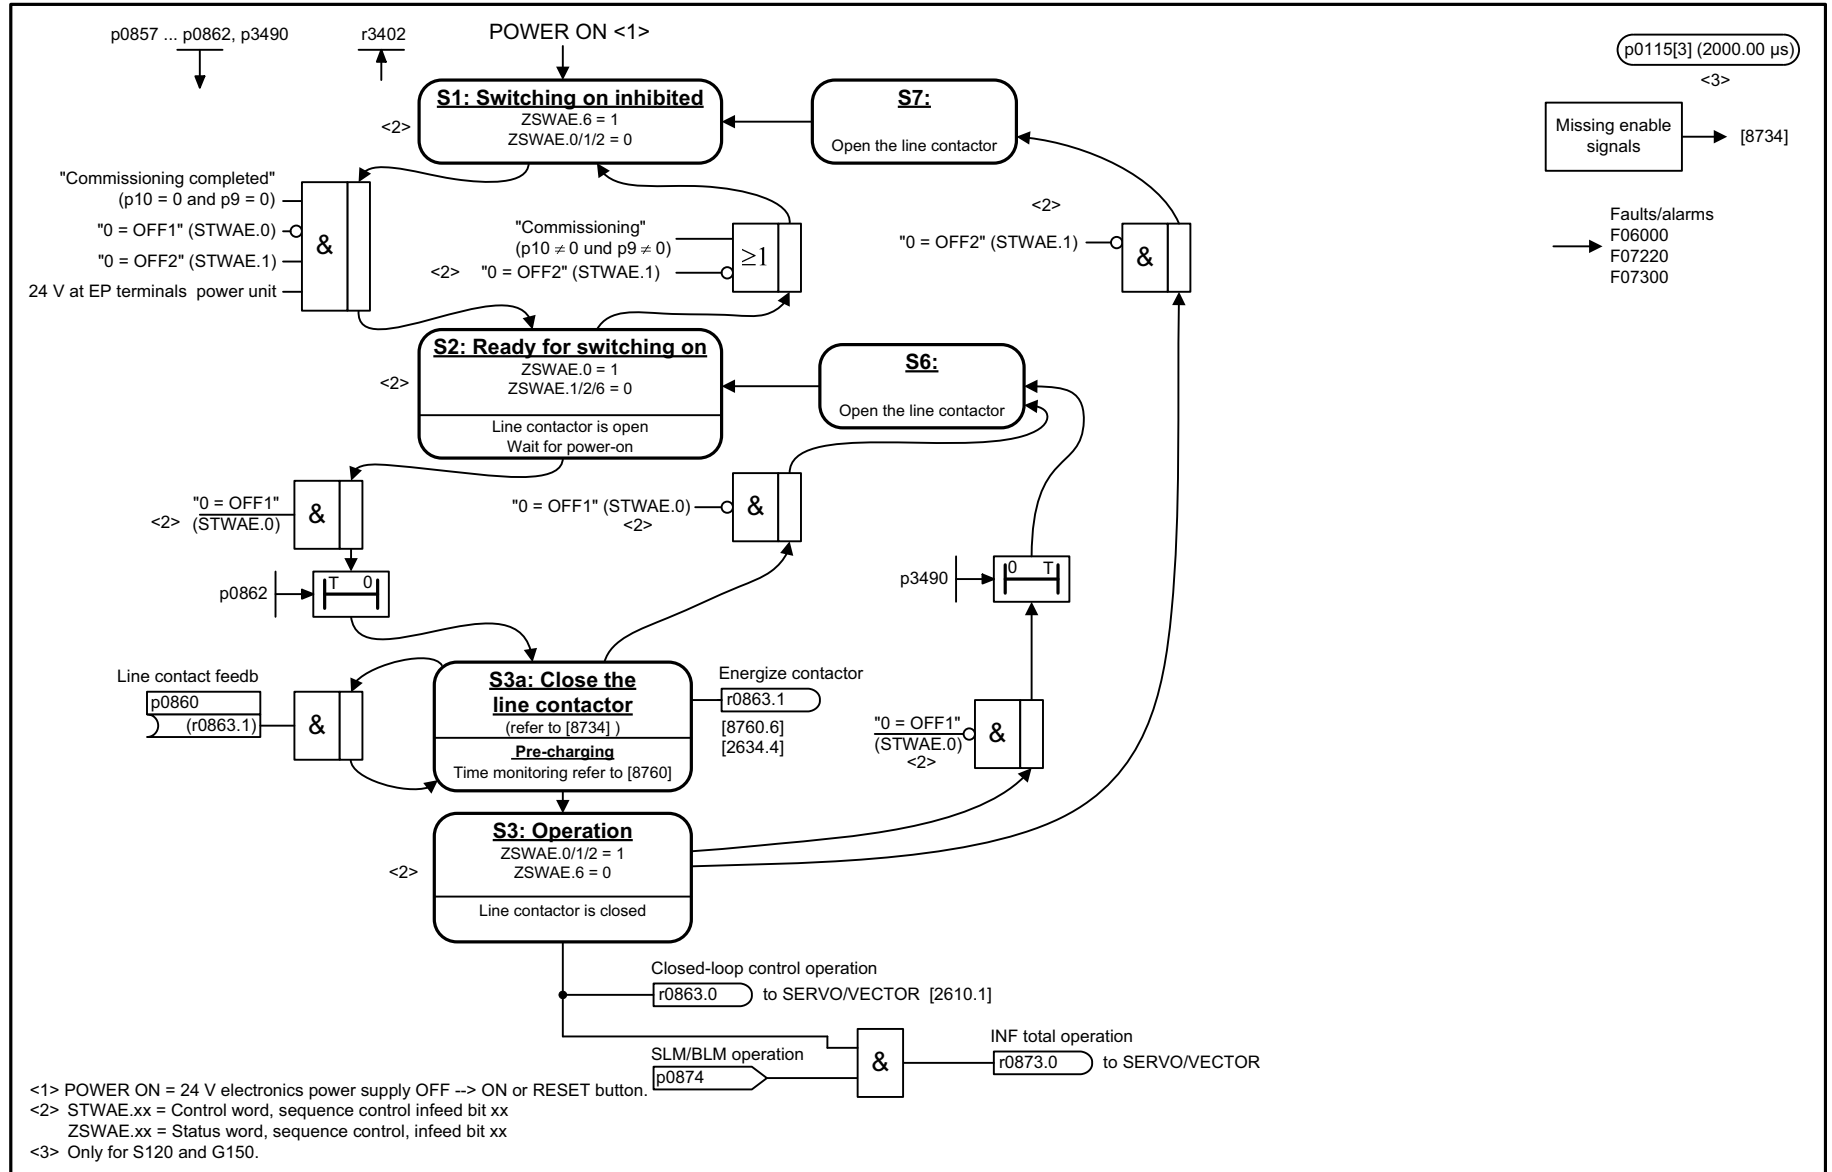 p0857 ... p0862, p3490
r3402
POWER ON <1>
p0115[3] (2000.00 µs)
<3>
S1: Switching on inhibited
ZSWAE.6 = 1
ZSWAE.0/1/2 = 0
<2>
S7:
Open the line contactor
Missing enable
signals
[8734]
"Commissioning completed"
(p10 = 0 and p9 = 0)
"0 = OFF1" (STWAE.0)
"0 = OFF2" (STWAE.1)
24 V at EP terminals power unit
&
"Commissioning"
(p10 ≠ 0 und p9 ≠ 0)
<2> "0 = OFF2" (STWAE.1)
≥1
<2>
"0 = OFF2" (STWAE.1)
&
Faults/alarms
F06000
F07220
F07300
S2: Ready for switching on
ZSWAE.0 = 1
ZSWAE.1/2/6 = 0
<2>
Line contactor is open
Wait for power-on
S6:
Open the line contactor
"0 = OFF1"
<2> (STWAE.0)
&
"0 = OFF1" (STWAE.0)
<2>
&
p0862
T 0
p3490
0 T
Line contact feedb
p0860
(r0863.1)
&
S3a: Close the
line contactor
(refer to [8734] )
Pre-charging
Time monitoring refer to [8760]
Energize contactor
r0863.1
[8760.6]
[2634.4]
"0 = OFF1"
(STWAE.0)
<2>
&
S3: Operation
ZSWAE.0/1/2 = 1
ZSWAE.6 = 0
<2>
Line contactor is closed
Closed-loop control operation
r0863.0 to SERVO/VECTOR [2610.1]
SLM/BLM operation
p0874
&
INF total operation
r0873.0 to SERVO/VECTOR
<1> POWER ON = 24 V electronics power supply OFF --> ON or RESET button.
<2> STWAE.xx = Control word, sequence control infeed bit xx
ZSWAE.xx = Status word, sequence control, infeed bit xx
<3> Only for S120 and G150.